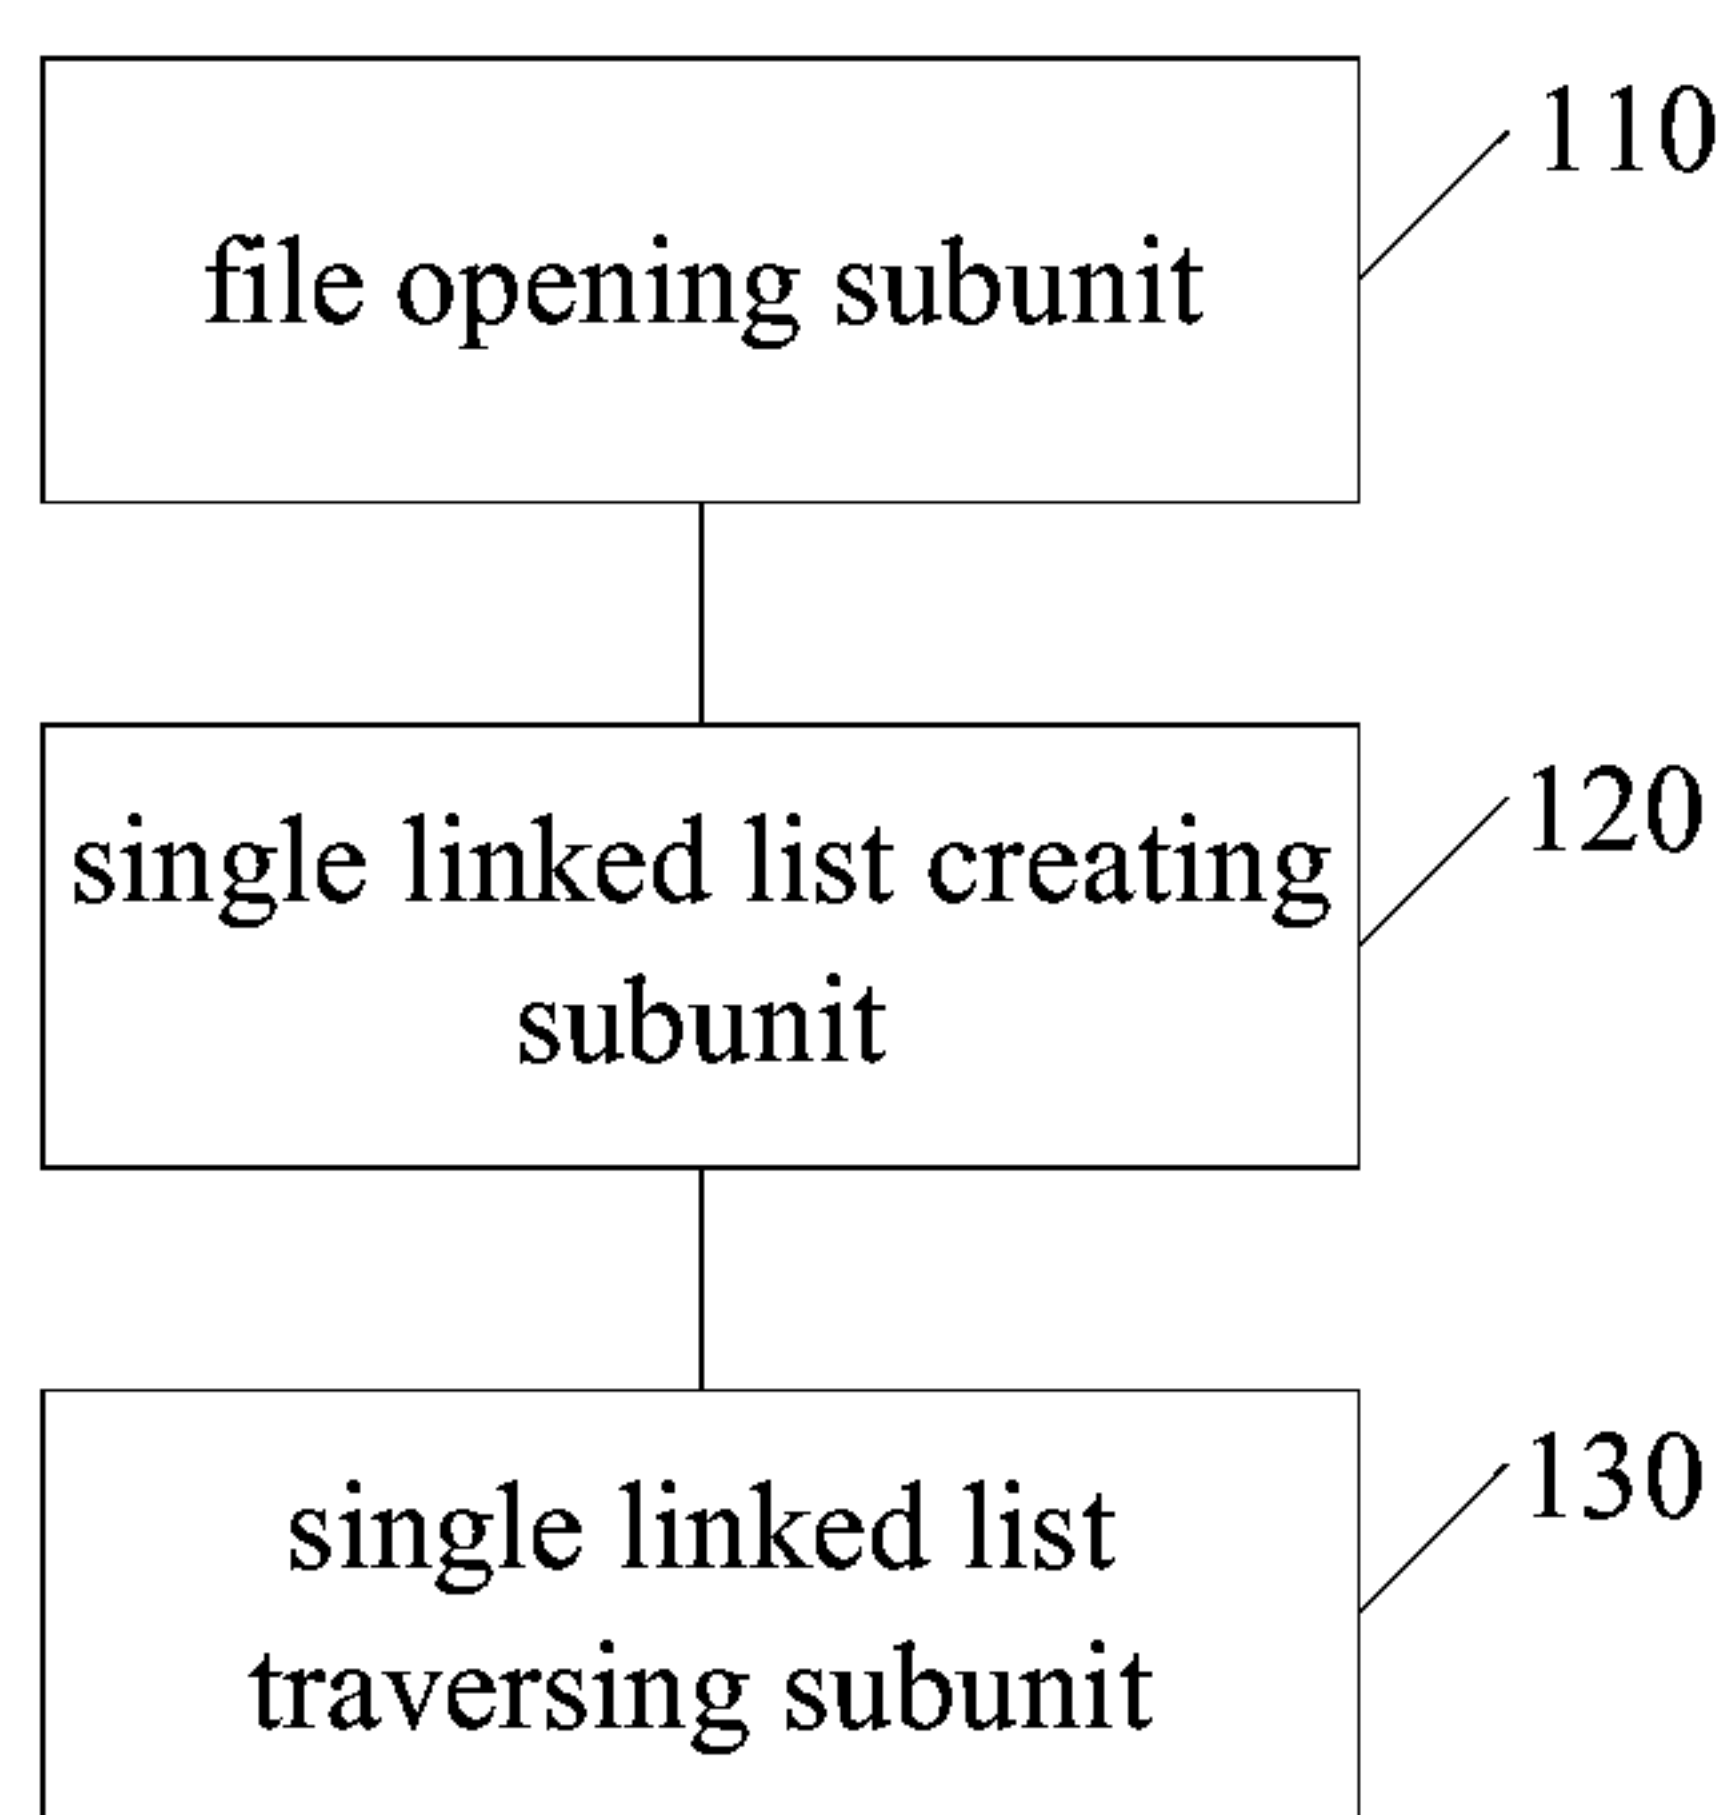 110
file opening subunit
120
single linked list creating
subunit
130
single linked list
traversing subunit